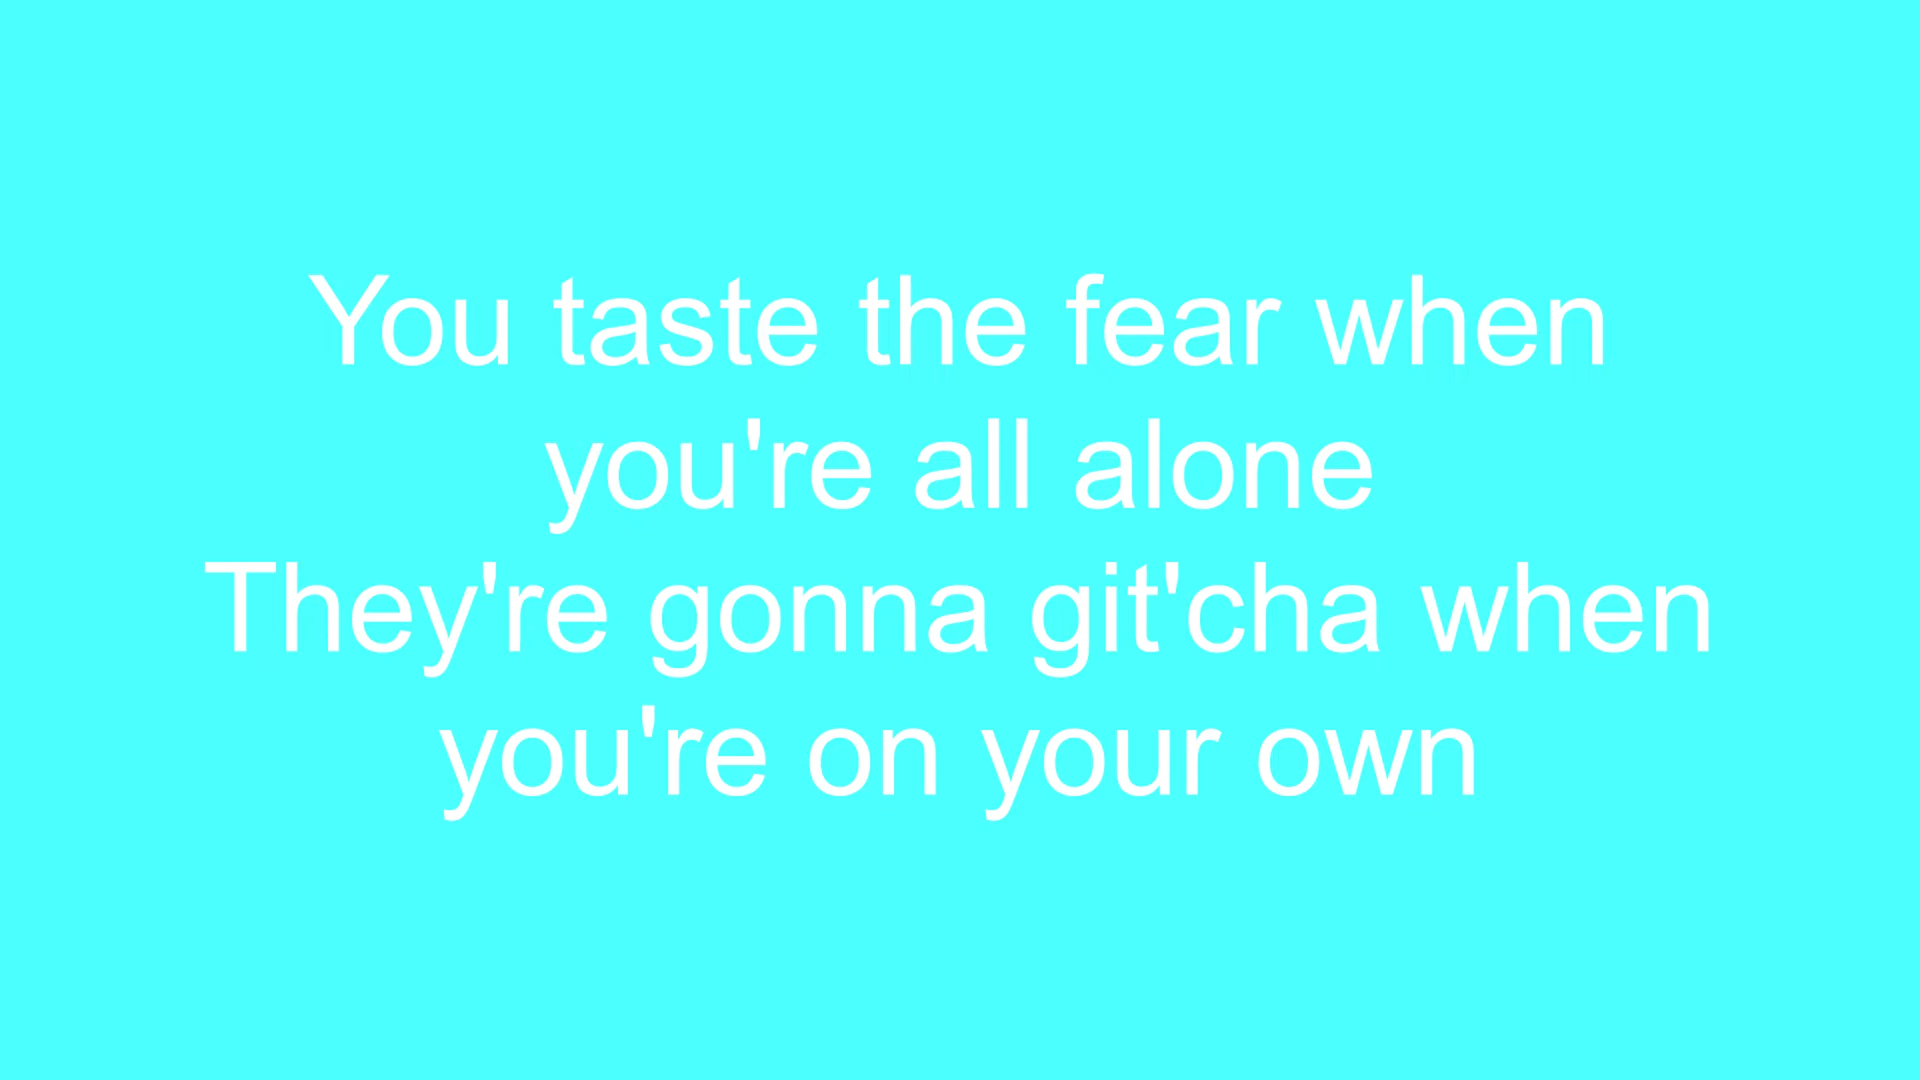 You taste the fear when
you're all alone
They're gonna git'cha when
you're on your own